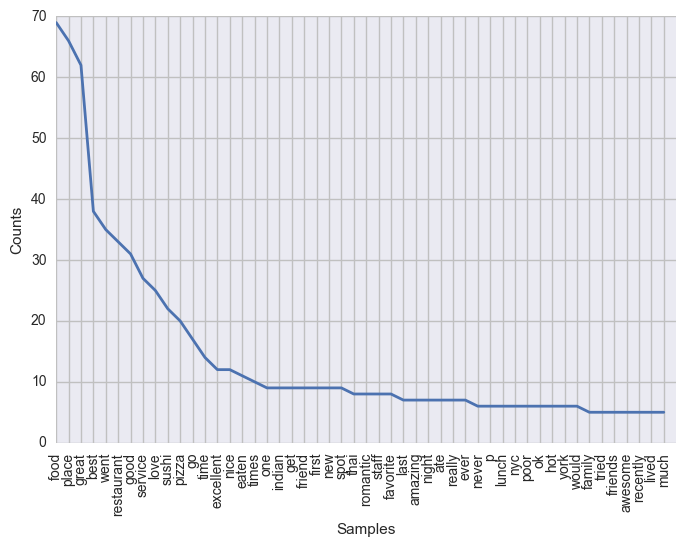 70
60
50
40
30
20
10
0
Counts
food
place
great
best
went
restaurant
good
service
love
sushi
pizza
go
time
excellent
nice
eaten
times
one
indian
get
friend
first
new
spot
thai
romantic
staff
favorite
last
amazing
night
ate
really
ever
never
p
lunch
nyc
poor
ok
hot
york
would
family
tried
friends
awesome
recently
lived
much
Samples